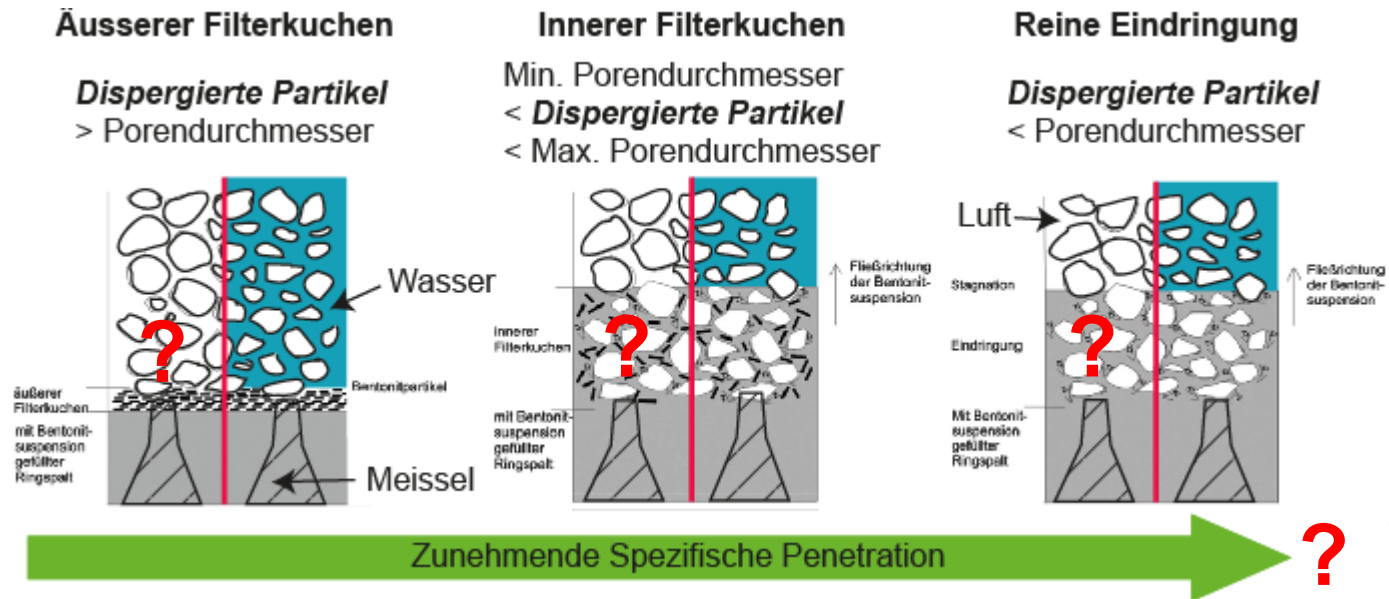 Äusserer Filterkuchen
Dispergierte Partikel
> Porendurchmesser
Wasser
?
äußerer
Filterkuchen
Bentonitpartikel
mit Bentonit-
suspension
gefüllter
Ringspalt
Meissel
Innerer Filterkuchen
Min. Porendurchmesser
< Dispergierte Partikel
< Max. Porendurchmesser
Fließrichtung
der Bentonit-
suspension
Innerer
Filterkuchen
?
mit Bentonit-
suspension
gefüllter
Ringspalt
Reine Eindringung
Dispergierte Partikel
< Porendurchmesser
Luft
Stagnation
Fließrichtung
der Bentonit-
suspension
Eindringung
?
Mit Bentonit-
suspension
gefüllter
Ringspalt
Zunehmende Spezifische Penetration
?